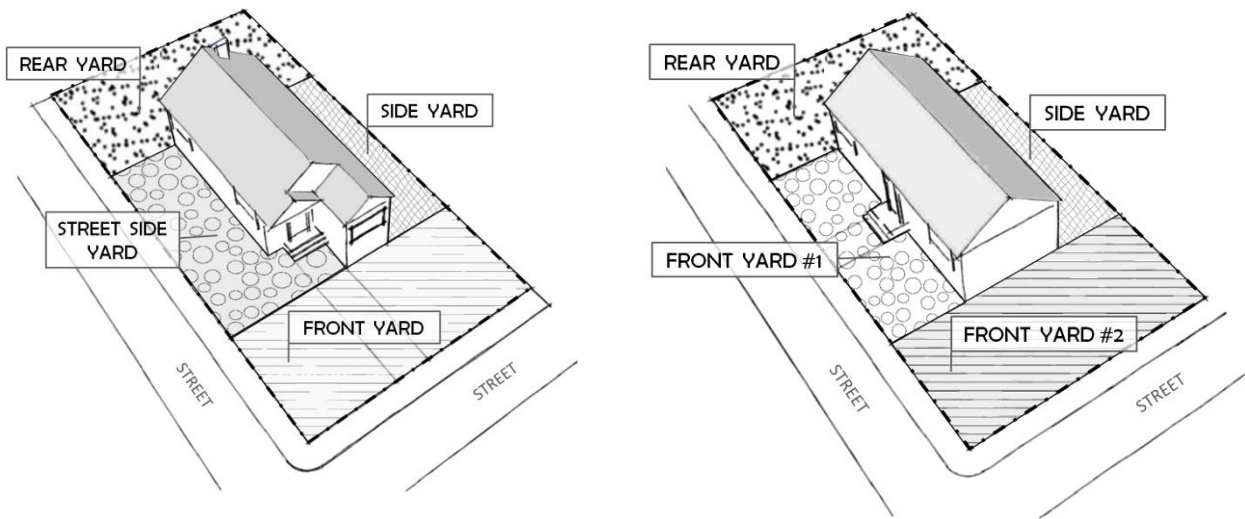 REAR YARD
SIDE YARD
STREET SIDE
YARD
FRONT YARD
STREET
STREET
REAR YARD
SIDE YARD
FRONT YARD #1
FRONT YARD #2
STREET
STREET